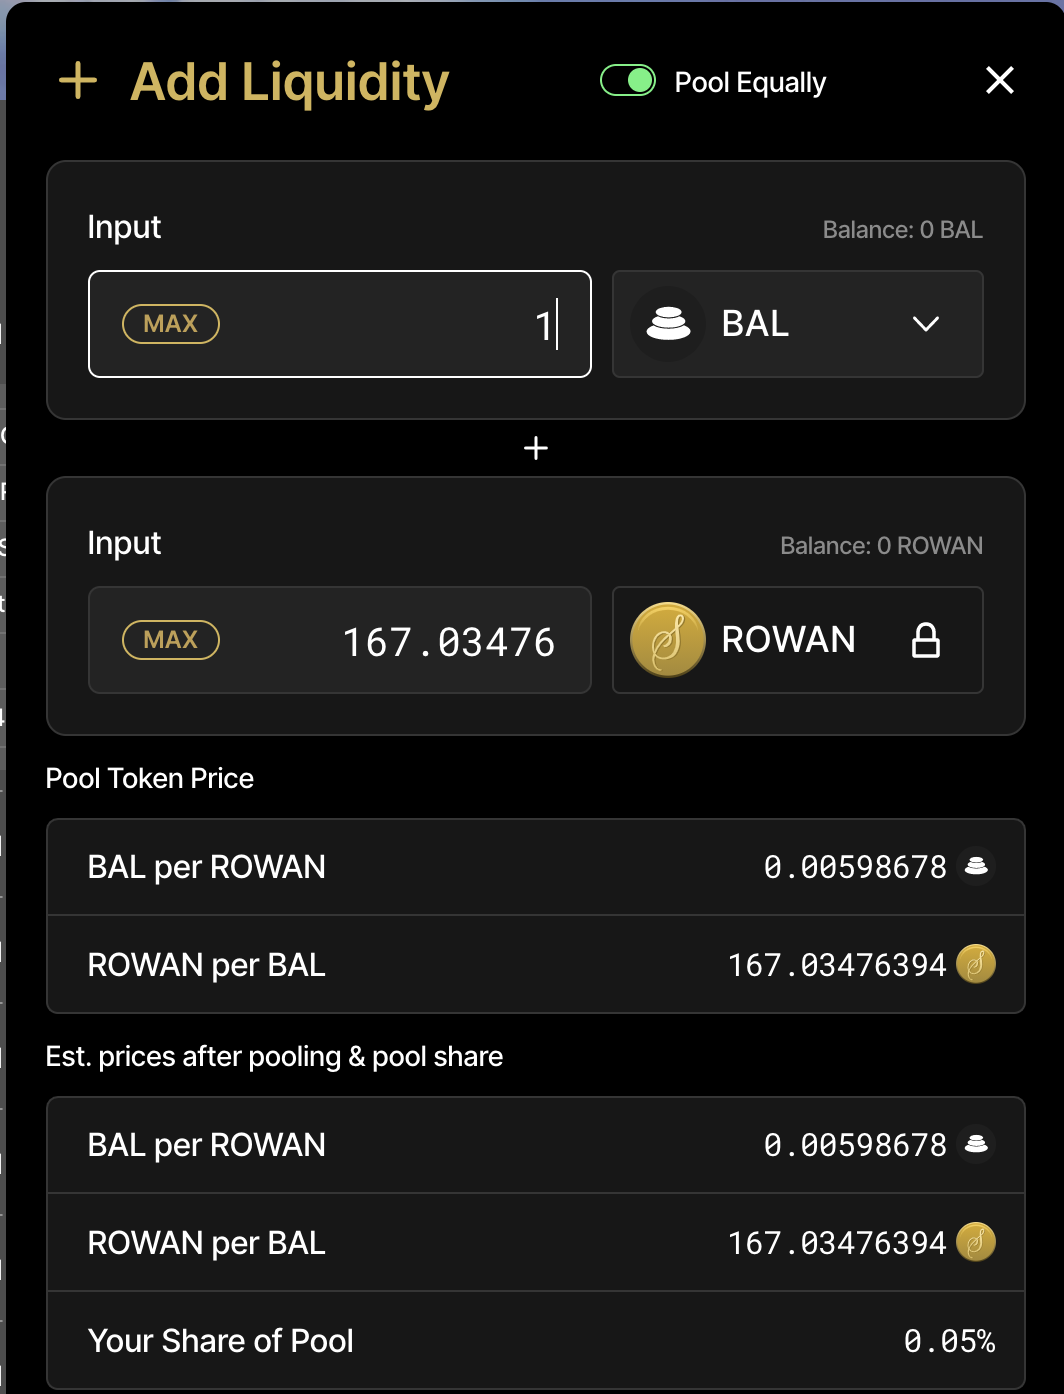 + Add Liquidity Pool Equally
Input Balance: 0 BAL
MAX 1 BAL
+
Input Balance: 0 ROWAN
MAX 167.03476 ROWAN
Pool Token Price
BAL per ROWAN 0.00598678
ROWAN per BAL 167.03476394
Est. prices after pooling & pool share
BAL per ROWAN 0.00598678
ROWAN per BAL 167.03476394
Your Share of Pool 0.05%